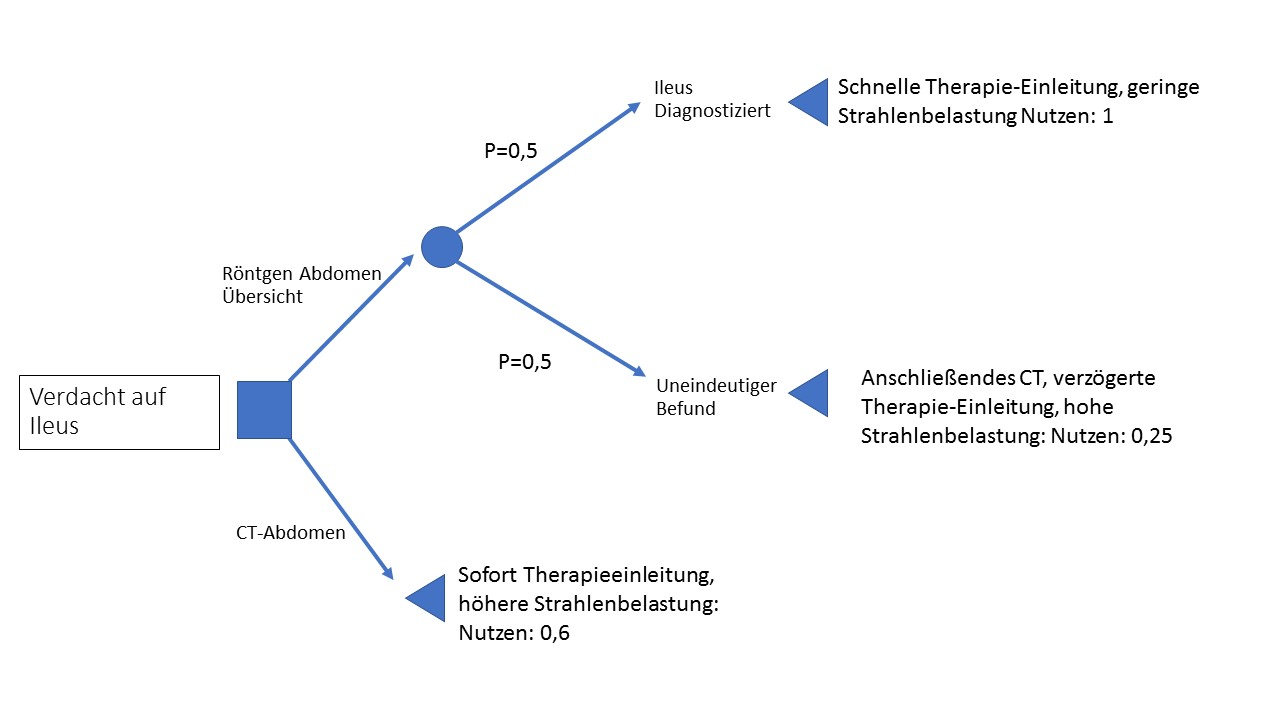 Ileus
Diagnostiziert
Schnelle Therapie-Einleitung, geringe
Strahlenbelastung Nutzen: 1
P=0,5
Röntgen Abdomen
Übersicht
P=0,5
Uneindeutiger
Befund
Anschließendes CT, verzögerte
Therapie-Einleitung, hohe
Strahlenbelastung: Nutzen: 0,25
Verdacht auf
Ileus
CT-Abdomen
Sofort Therapieeinleitung,
höhere Strahlenbelastung:
Nutzen: 0,6